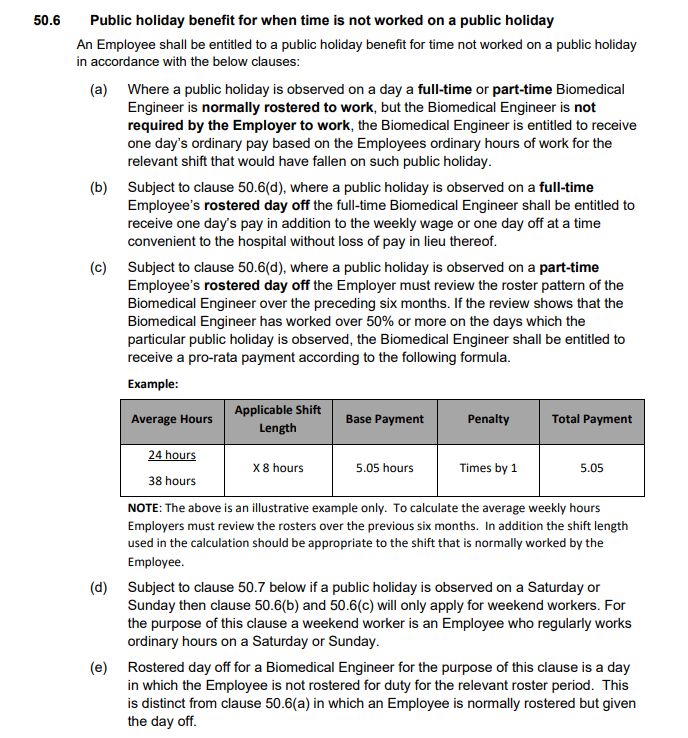 50.6 Public holiday benefit for when time is not worked on a public holiday
An Employee shall be entitled to a public holiday benefit for time not worked on a public holiday
in accordance with the below clauses:
(a) Where a public holiday is observed on a day a full-time or part-time Biomedical
Engineer is normally rostered to work, but the Biomedical Engineer is not
required by the Employer to work, the Biomedical Engineer is entitled to receive
one day's ordinary pay based on the Employees ordinary hours of work for the
relevant shift that would have fallen on such public holiday.
(b) Subject to clause 50.6(d), where a public holiday is observed on a full-time
Employee's rostered day off the full-time Biomedical Engineer shall be entitled to
receive one day's pay in addition to the weekly wage or one day off at a time
convenient to the hospital without loss of pay in lieu thereof.
(c) Subject to clause 50.6(d), where a public holiday is observed on a part-time
Employee's rostered day off the Employer must review the roster pattern of the
Biomedical Engineer over the preceding six months. If the review shows that the
Biomedical Engineer has worked over 50% or more on the days which the
particular public holiday is observed, the Biomedical Engineer shall be entitled to
receive a pro-rata payment according to the following formula.
Example:
Average Hours Applicable Shift Length Base Payment Penalty Total Payment
24 hours
38 hours
X 8 hours 5.05 hours Times by 1 5.05
NOTE: The above is an illustrative example only. To calculate the average weekly hours
Employers must review the rosters over the previous six months. In addition the shift length
used in the calculation should be appropriate to the shift that is normally worked by the
Employee.
(d) Subject to clause 50.7 below if a public holiday is observed on a Saturday or
Sunday then clause 50.6(b) and 50.6(c) will only apply for weekend workers. For
the purpose of this clause a weekend worker is an Employee who regularly works
ordinary hours on a Saturday or Sunday.
(e) Rostered day off for a Biomedical Engineer for the purpose of this clause is a day
in which the Employee is not rostered for duty for the relevant roster period. This
is distinct from clause 50.6(a) in which an Employee is normally rostered but given
the day off.